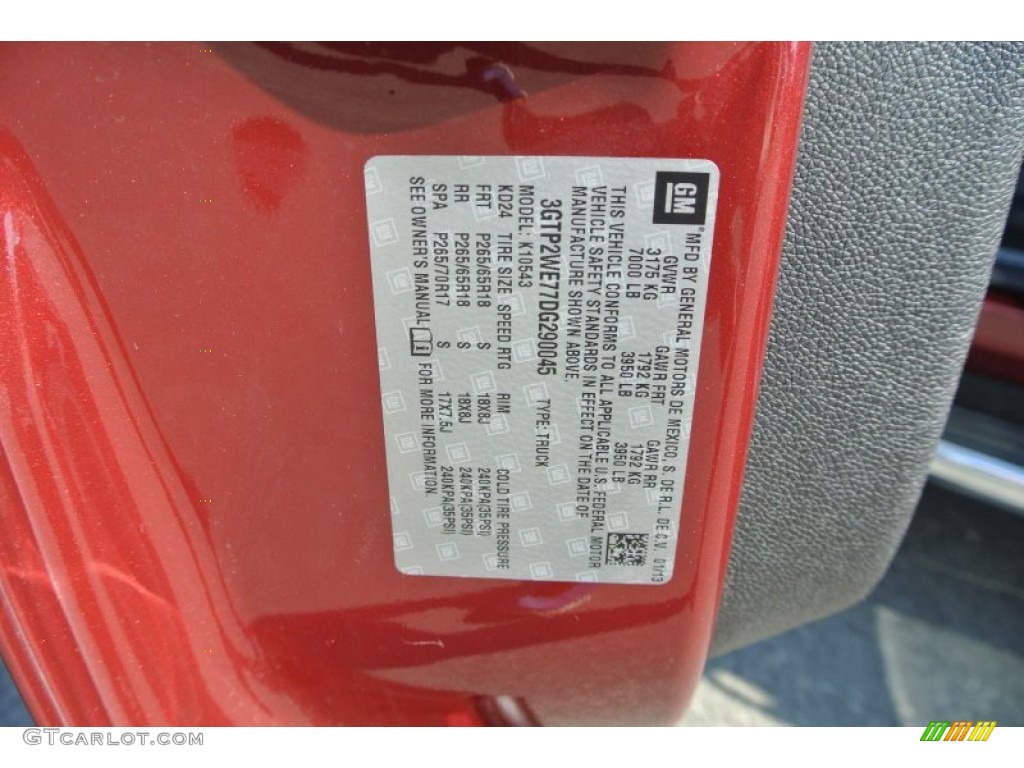 GM
®MFD BY GENERAL MOTORS DE MEXICO, S. DE R.L. DE C.V. 01/13
GVWR GAWR FRT GAWR RR
3175 KG 1792 KG 1792 KG
7000 LB 3950 LB 3950 LB
THIS VEHICLE CONFORMS TO ALL APPLICABLE U.S. FEDERAL MOTOR
VEHICLE SAFETY STANDARDS IN EFFECT ON THE DATE OF
MANUFACTURE SHOWN ABOVE.
3GTP2WE77DG290045 TYPE: TRUCK
MODEL: K10543
KD24 TIRE SIZE SPEED RTG RIM COLD TIRE PRESSURE
FRT P265/65R18 S 18X8J 240KPA(35PSI)
RR P265/65R18 S 18X8J 240KPA(35PSI)
SPA P265/70R17 S 17X7.5J 240KPA(35PSI)
SEE OWNER'S MANUAL FOR MORE INFORMATION.
GTCARLOT.COM